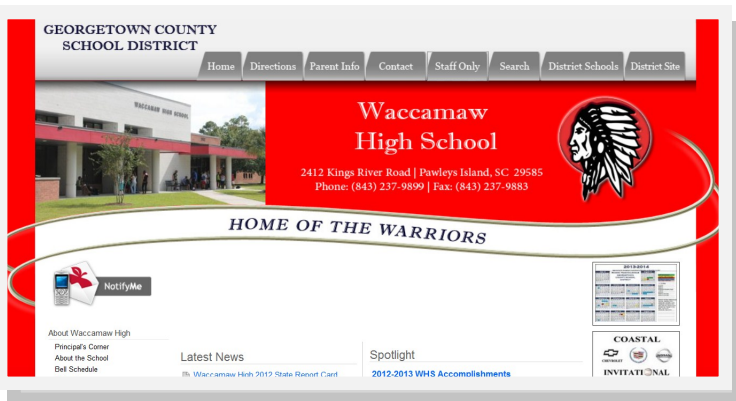 GEORGETOWN COUNTY
SCHOOL DISTRICT
Home Directions Parent Info Contact Staff Only Search District Schools District Site
WACCAMAW HIGH SCHOOL
Waccamaw
High School
2412 Kings River Road | Pawleys Island, SC 29585
Phone: (843) 237-9899 | Fax: (843) 237-9883
HOME OF THE WARRIORS
NotifyMe
2013-2014
About Waccamaw High
Principal's Corner
About the School
Bell Schedule
Latest News
Waccamaw High 2012 State Report Card
Spotlight
2012-2013 WHS Accomplishments
COASTAL
CHEVROLET
INVITATIONAL